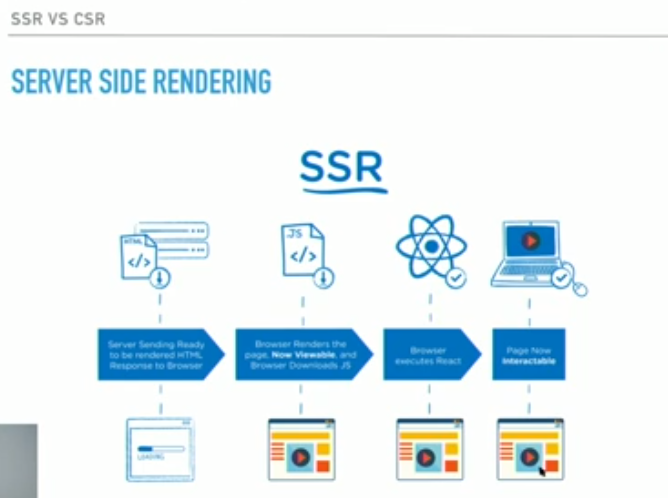 SSR VS CSR
SERVER SIDE RENDERING
SSR
HTML
</>
.JS
</>
Server Sending Ready
to be rendered HTML
Response to Browser
Browser Renders the
page, Now Viewable, and
Browser Downloads JS
Browser
executes React
Page Now
Interactable
LOADING